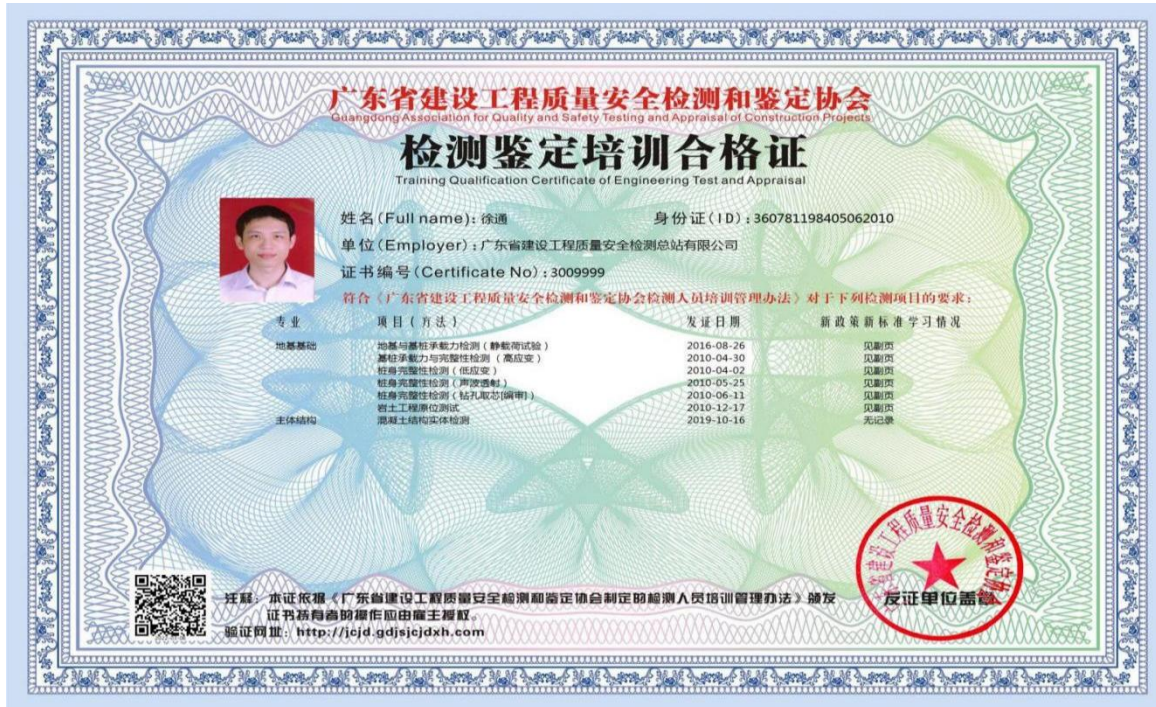 广东省建设工程质量安全检测和鉴定协会
Guangdong Association for Quality and Safety Testing and Appraisal of Construction Projects
检测鉴定培训合格证
Training Qualification Certificate of Engineering Test and Appraisal
姓名(Full name):徐通 身份证(ID):360781198405062010
单位(Employer):广东省建设工程质量安全检测总站有限公司
证书编号(Certificate No):3009999
符合《广东省建设工程质量安全检测和鉴定协会检测人员培训管理办法》对于下列检测项目的要求:
专业 项目(方法) 发证日期 新政策新标准学习情况
地基基础 地基与基桩承载力检测(静载荷试验) 2016-08-26 见副页
基桩承载力与完整性检测(高应变) 2010-04-30 见副页
桩身完整性检测(低应变) 2010-04-02 见副页
桩身完整性检测(声波透射) 2010-05-25 见副页
桩身完整性检测(钻孔取芯[编审]) 2010-06-11 见副页
岩土工程原位测试 2010-12-17 见副页
主体结构 混凝土结构实体检测 2019-10-16 无记录
广东省建设工程质量安全检测和鉴定协会
发证单位盖章
注释:本证依据《广东省建设工程质量安全检测和鉴定协会制定的检测人员培训管理办法》颁发
证书持有者的操作应由雇主授权。
验证网址:http://jcjd.gdjsjcjdxh.com